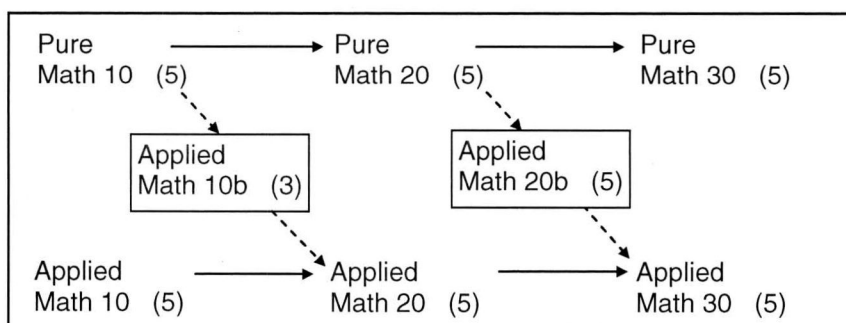 Pure Pure Pure
Math 10 (5) Math 20 (5) Math 30 (5)
Applied Applied
Math 10b (3) Math 20b (5)
Applied Applied Applied
Math 10 (5) Math 20 (5) Math 30 (5)